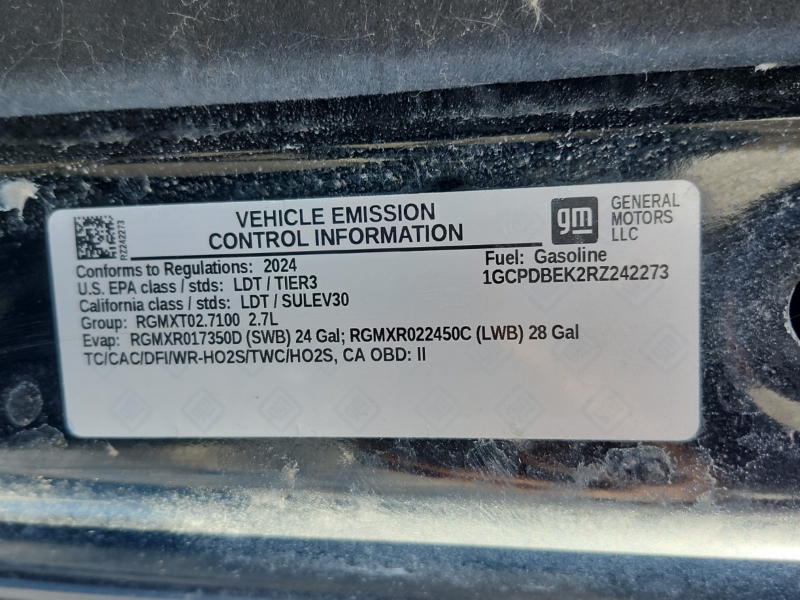 RZ242273
VEHICLE EMISSION
CONTROL INFORMATION
gm
GENERAL
MOTORS
LLC
Conforms to Regulations: 2024
Fuel: Gasoline
U.S. EPA class / stds: LDT / TIER3
1GCPDBEK2RZ242273
California class / stds: LDT / SULEV30
Group: RGMXT02.7100 2.7L
Evap: RGMXR017350D (SWB) 24 Gal; RGMXR022450C (LWB) 28 Gal
TC/CAC/DFI/WR-HO2S/TWC/HO2S, CA OBD: II